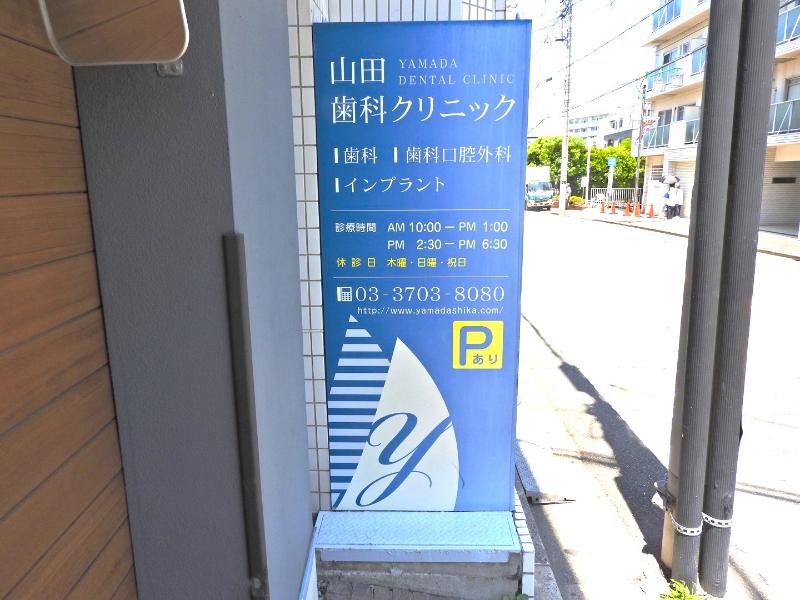 山田 YAMADA
DENTAL CLINIC
歯科クリニック
歯科 歯科口腔外科
インプラント
診療時間 AM 10:00 － PM 1:00
PM 2:30 － PM 6:30
休診日 木曜・日曜・祝日
03-3703-8080
http://www.yamadashika.com/
P
あり
y